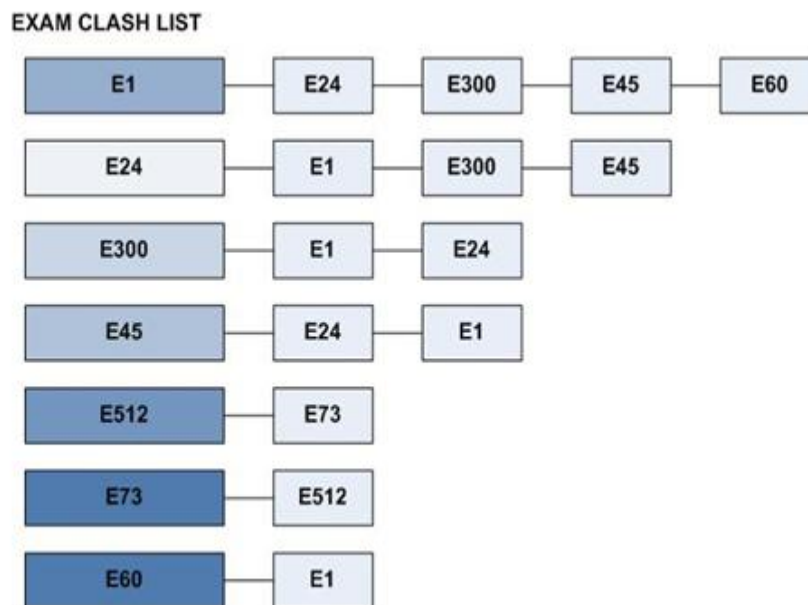 EXAM CLASH LIST
E1 E24 E300 E45 E60
E24 E1 E300 E45
E300 E1 E24
E45 E24 E1
E512 E73
E73 E512
E60 E1